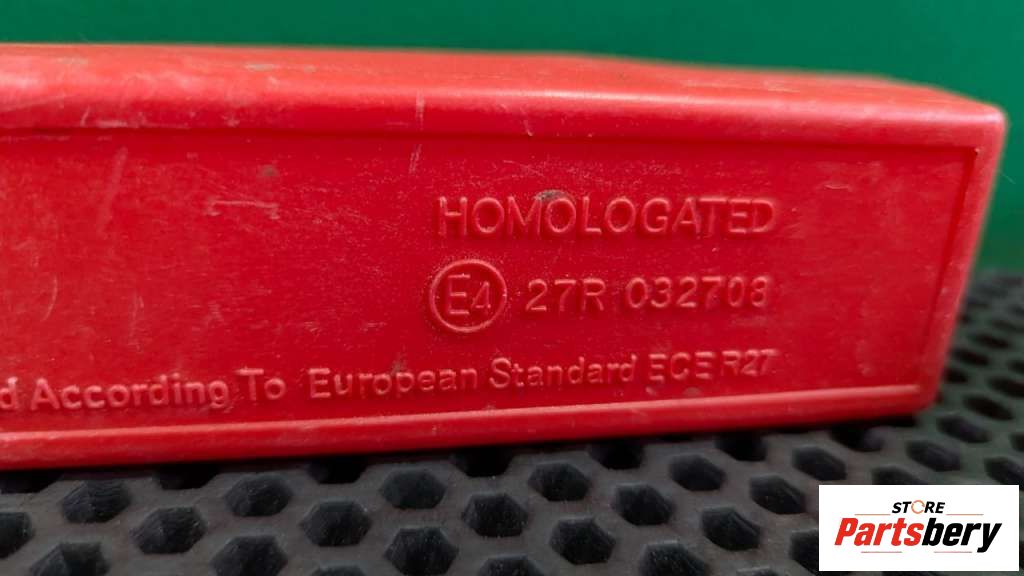 HOMOLOGATED
E4 27R 032708
d According To European Standard ECE R27
STORE
Partsbery